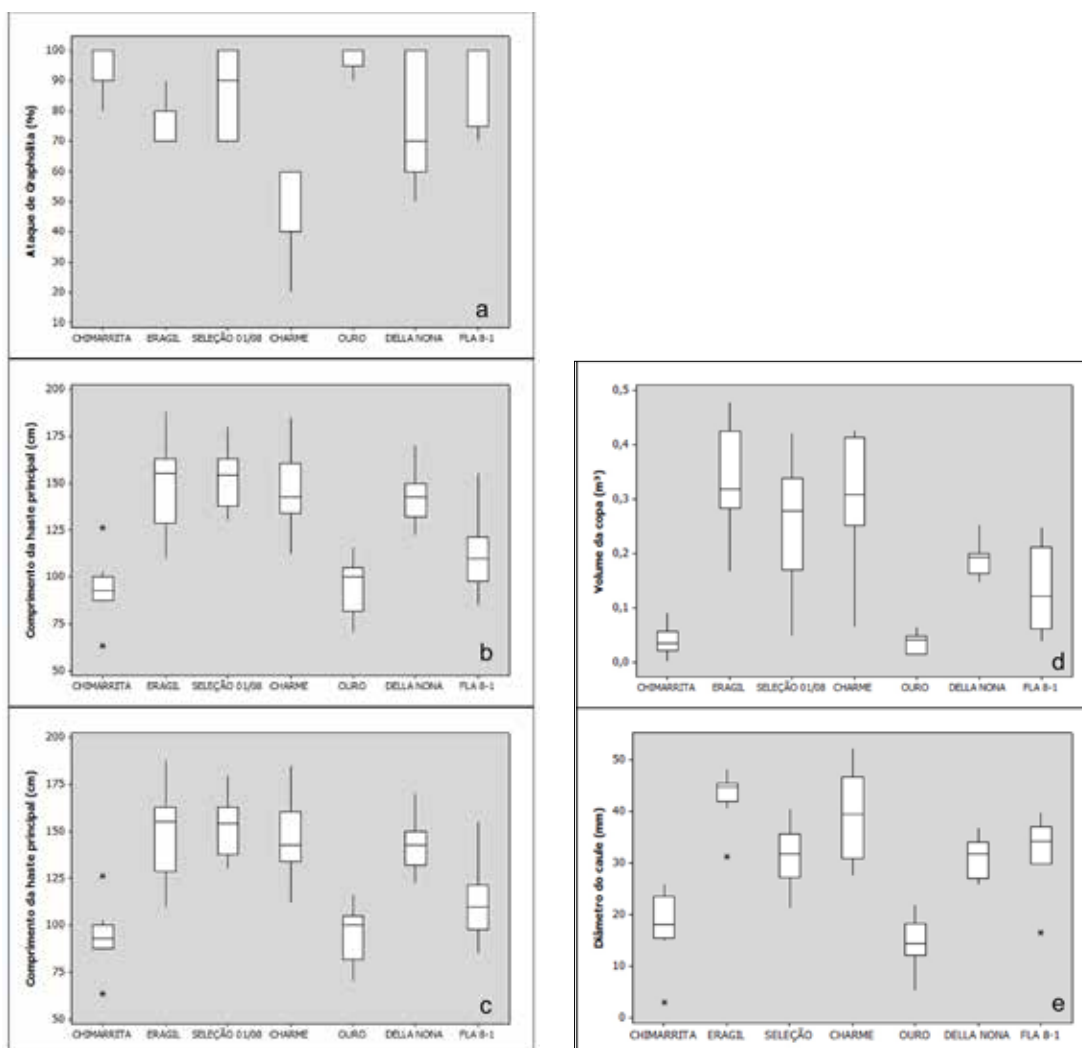 Ataque de Grapholita (%)
100
90
80
70
60
50
40
30
20
10
CHIMARRITA ERAGIL SELEÇÃO 01/08 CHARME OURO DELLA NONA FLA 8-1
a
Comprimento da haste principal (cm)
200
175
150
125
100
75
50
CHIMARRITA ERAGIL SELEÇÃO 01/08 CHARME OURO DELLA NONA FLA 8-1
b
Comprimento da haste principal (cm)
200
175
150
125
100
75
50
CHIMARRITA ERAGIL SELEÇÃO 01/08 CHARME OURO DELLA NONA FLA 8-1
c
Volume da copa (m³)
0,5
0,4
0,3
0,2
0,1
0,0
CHIMARRITA ERAGIL SELEÇÃO 01/08 CHARME OURO DELLA NONA FLA 8-1
d
Diâmetro do caule (mm)
50
40
30
20
10
0
CHIMARRITA ERAGIL SELEÇÃO CHARME OURO DELLA NONA FLA 8-1
e